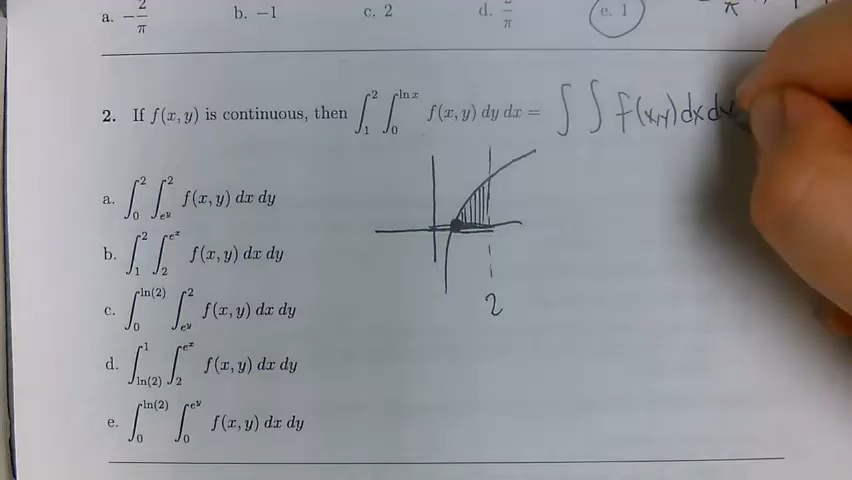 a. −2/π b. −1 c. 2 d. 2/π e. 1
2. If f(x, y) is continuous, then ∫₁² ∫₀^{ln x} f(x, y) dy dx = ∫ ∫ f(x,y) dx dy
a. ∫₀² ∫_{e^y}² f(x, y) dx dy
b. ∫₁² ∫₂^{e^x} f(x, y) dx dy
c. ∫₀^{ln(2)} ∫_{e^y}² f(x, y) dx dy
2
d. ∫_{ln(2)}¹ ∫₂^{e^x} f(x, y) dx dy
e. ∫₀^{ln(2)} ∫₀^{e^y} f(x, y) dx dy